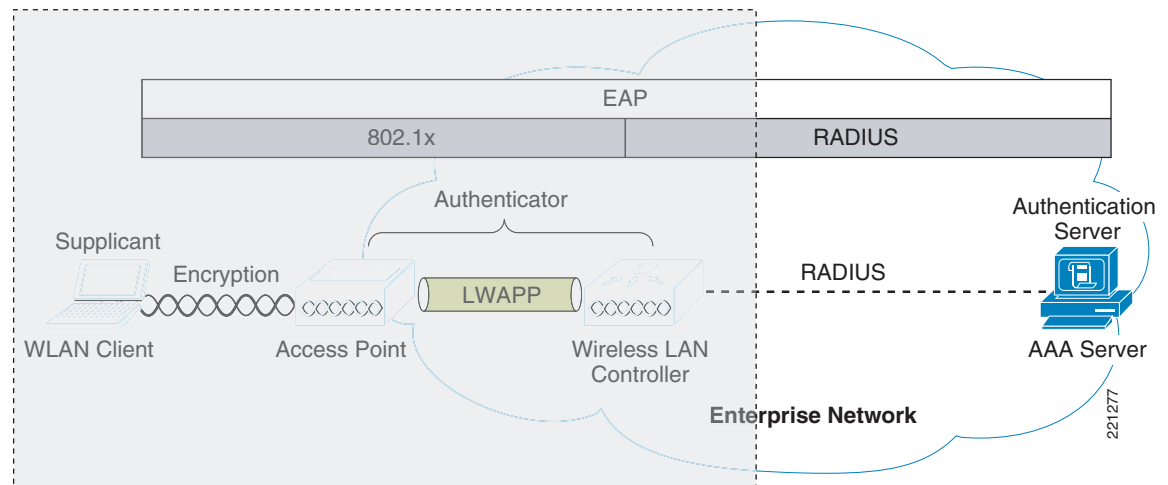 EAP
802.1x
RADIUS
Authenticator
Supplicant
Encryption
LWAPP
RADIUS
Authentication
Server
WLAN Client
Access Point
Wireless LAN
Controller
AAA Server
Enterprise Network
221277